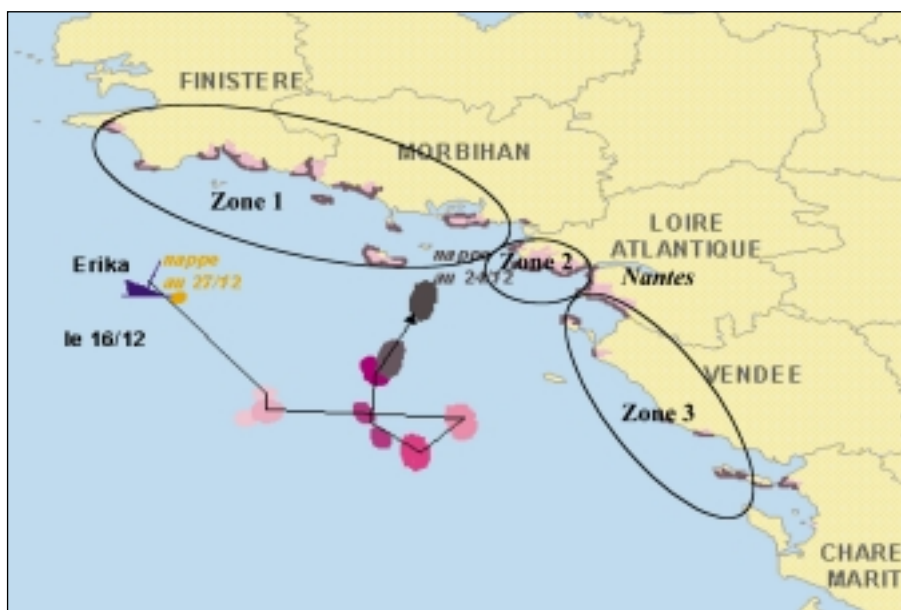 FINISTERE
MORBIHAN
Zone 1
LOIRE
ATLANTIQUE
nappe
au 24/12
Zone 2
Nantes
Erika
nappe
au 27/12
le 16/12
VENDEE
Zone 3
CHARE
MARIT